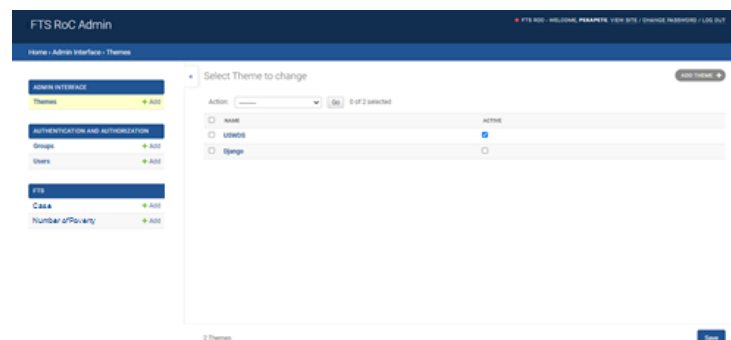 FTS RoC Admin
FTS ROC - WELCOME, PERAPETE. VIEW SITE / CHANGE PASSWORD / LOG OUT
Home › Admin Interface › Themes
«
Select Theme to change
ADD THEME +
ADMIN INTERFACE
Themes + Add
Action: -------- Go 0 of 2 selected
NAME ACTIVE
AUTHENTICATION AND AUTHORIZATION
USWDS
Groups + Add
Django
Users + Add
FTS
Case + Add
Number of Poverty + Add
2 Themes
Save